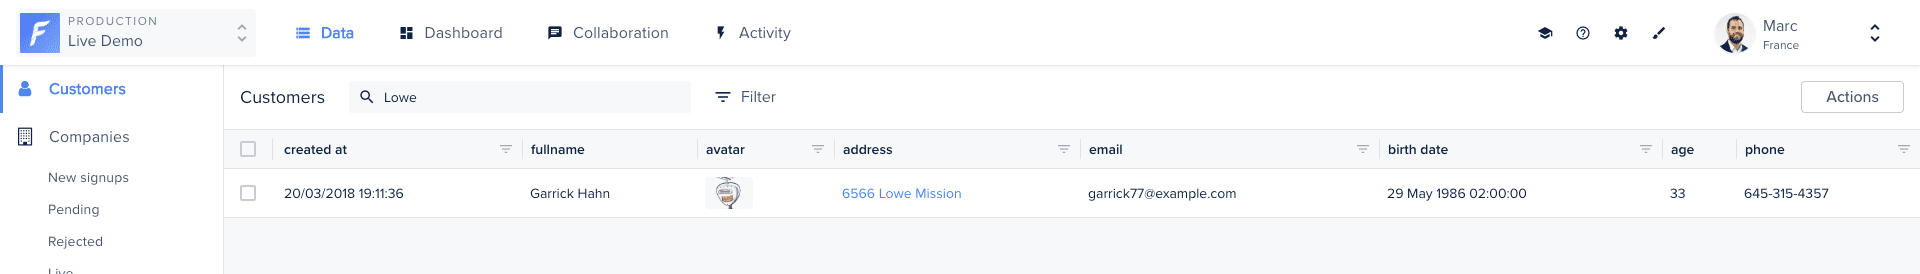 PRODUCTION
Live Demo
Data
Dashboard
Collaboration
Activity
Marc
France
Customers
Companies
New signups
Pending
Rejected
Live
Customers
Lowe
Filter
Actions
created at fullname avatar address email birth date age phone
20/03/2018 19:11:36 Garrick Hahn 6566 Lowe Mission garrick77@example.com 29 May 1986 02:00:00 33 645-315-4357